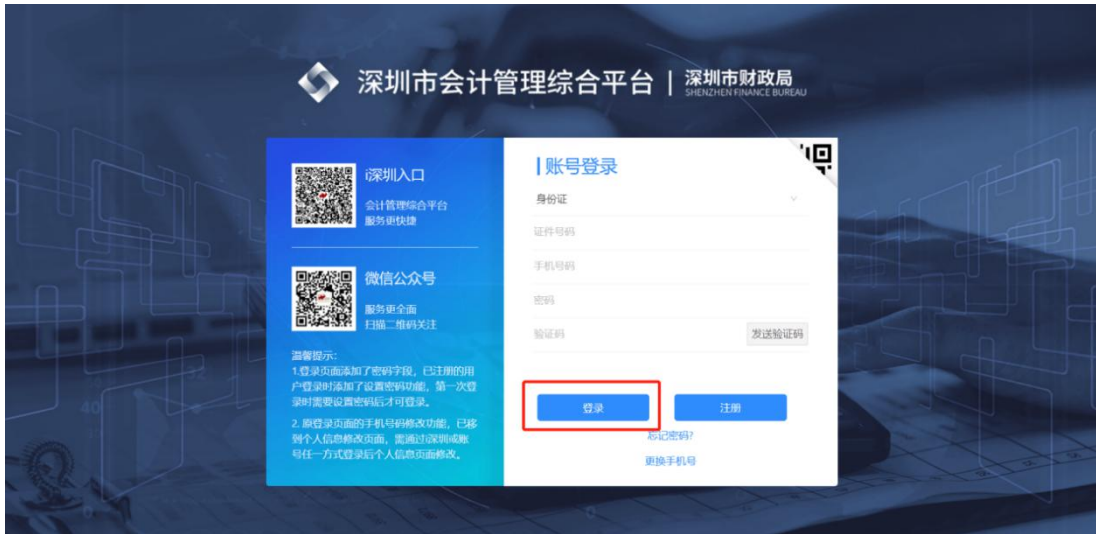 深圳市会计管理综合平台 | 深圳市财政局
SHENZHEN FINANCE BUREAU
i深圳入口
会计管理综合平台
服务更快捷
微信公众号
服务更全面
扫描二维码关注
温馨提示:
1.登录页面添加了密码字段，已注册的用
户登录时添加了设置密码功能，第一次登
录时需要设置密码后才可登录。
2. 原登录页面的手机号码修改功能，已移
到个人信息修改页面，需通过i深圳或账
号任一方式登录后个人信息页面修改。
账号登录
身份证
证件号码
手机号码
密码
验证码
发送验证码
登录
注册
忘记密码?
更换手机号
40